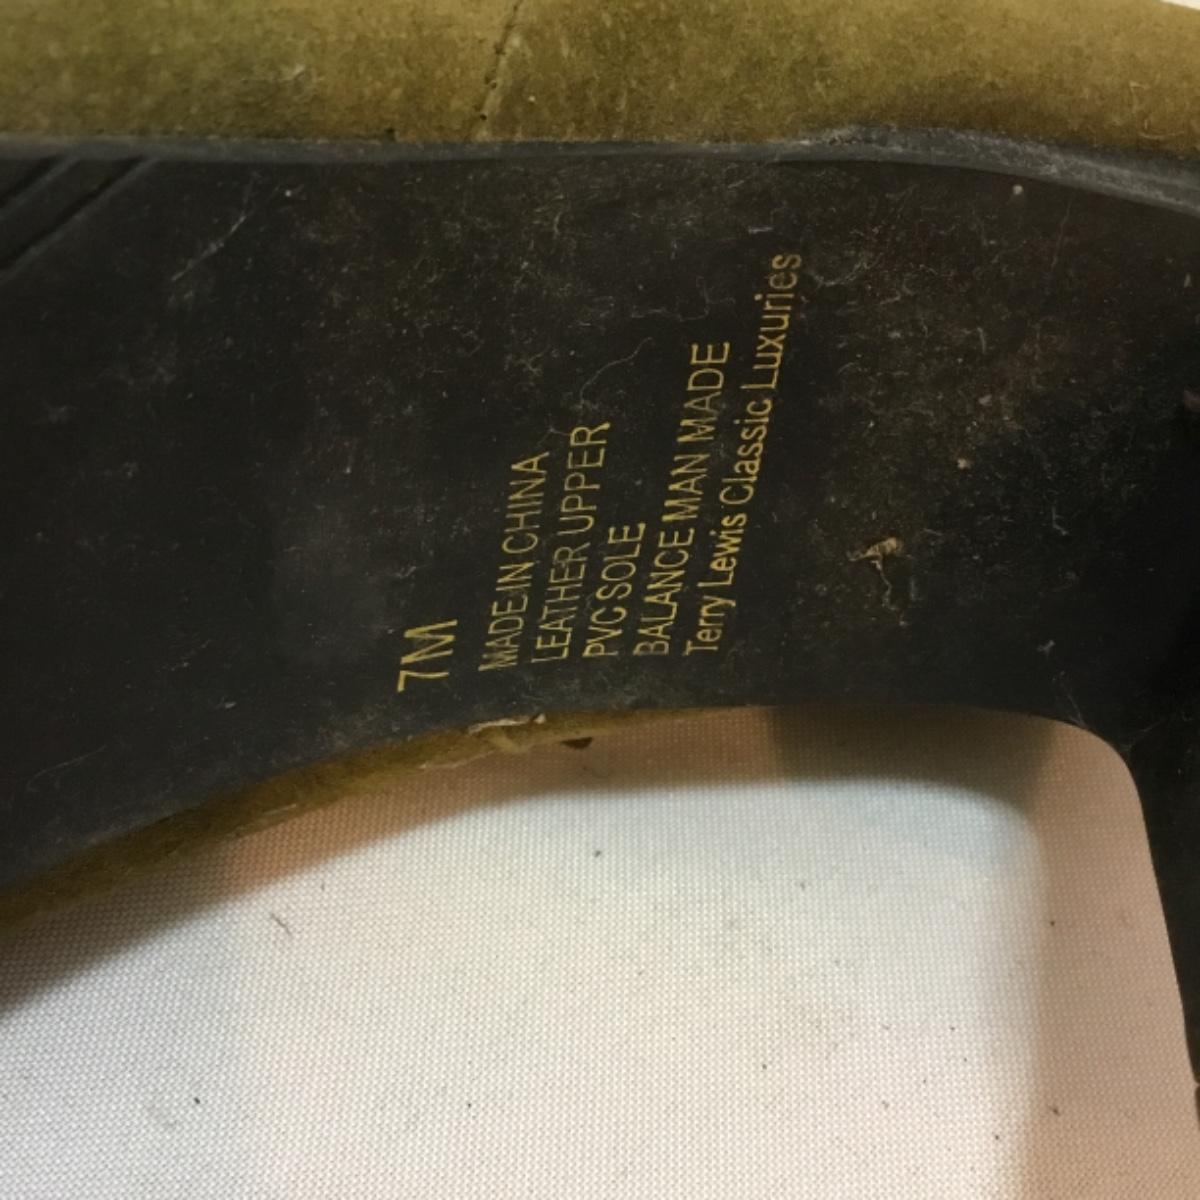 7M
MADE IN CHINA
LEATHER UPPER
PVC SOLE
BALANCE MAN MADE
Terry Lewis Classic Luxuries